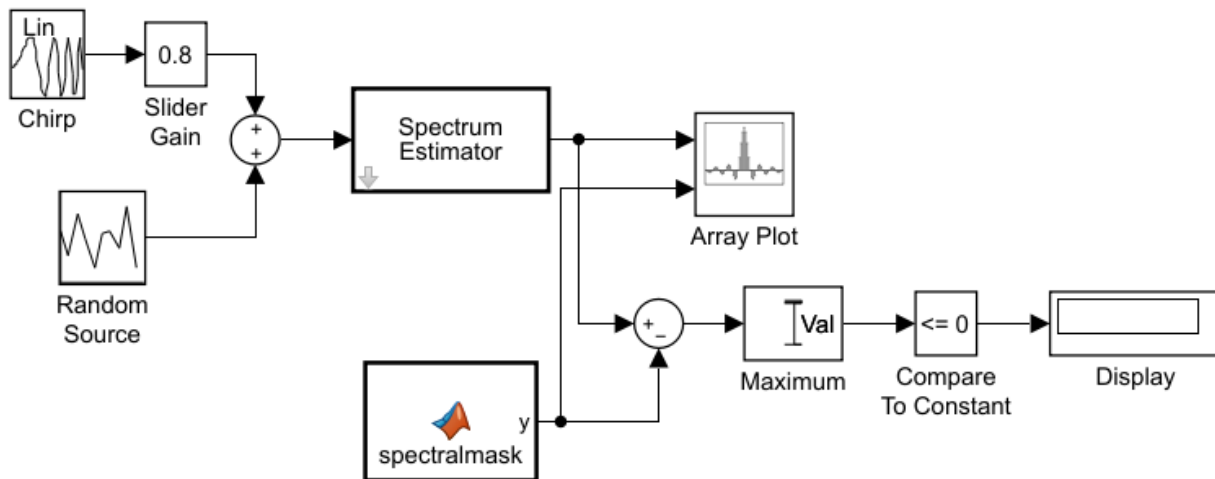 Lin
Chirp
0.8
Slider
Gain
+
+
Random
Source
Spectrum
Estimator
Array Plot
+
−
Val
Maximum
<= 0
Compare
To Constant
Display
y
spectralmask